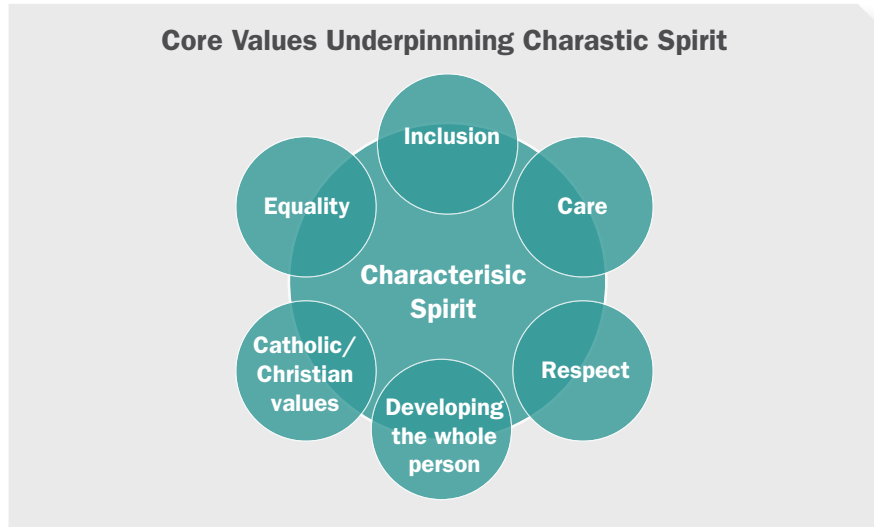 Core Values Underpinnning Charastic Spirit
Inclusion
Equality
Care
Characterisic
Spirit
Catholic/
Christian
values
Respect
Developing
the whole
person